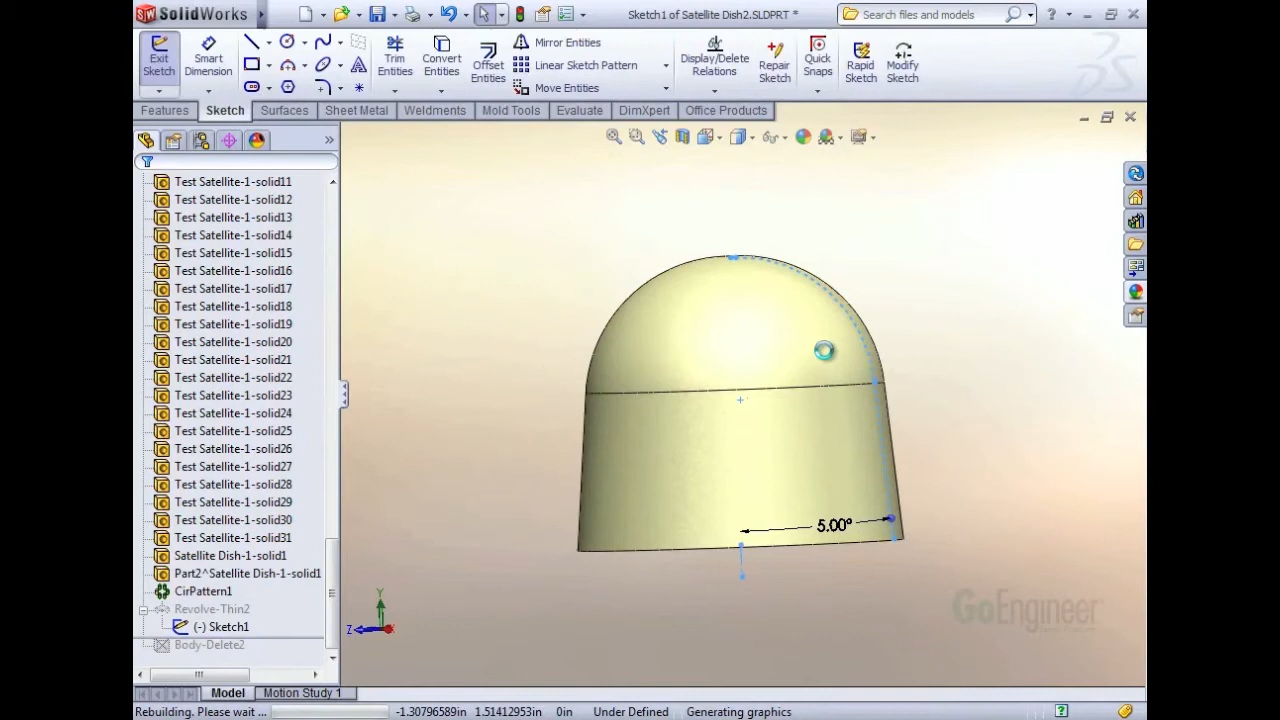 SolidWorks
Sketch1 of Satellite Dish2.SLDPRT *
Search files and models
Exit Sketch
Smart Dimension
Trim Entities
Convert Entities
Offset Entities
Mirror Entities
Linear Sketch Pattern
Move Entities
Display/Delete Relations
Repair Sketch
Quick Snaps
Rapid Sketch
Modify Sketch
Features Sketch Surfaces Sheet Metal Weldments Mold Tools Evaluate DimXpert Office Products
Test Satellite-1-solid11
Test Satellite-1-solid12
Test Satellite-1-solid13
Test Satellite-1-solid14
Test Satellite-1-solid15
Test Satellite-1-solid16
Test Satellite-1-solid17
Test Satellite-1-solid18
Test Satellite-1-solid19
Test Satellite-1-solid20
Test Satellite-1-solid21
Test Satellite-1-solid22
Test Satellite-1-solid23
Test Satellite-1-solid24
Test Satellite-1-solid25
Test Satellite-1-solid26
Test Satellite-1-solid27
Test Satellite-1-solid28
Test Satellite-1-solid29
Test Satellite-1-solid30
Test Satellite-1-solid31
Satellite Dish-1-solid1
Part2^Satellite Dish-1-solid1
CirPattern1
Revolve-Thin2
(-) Sketch1
Body-Delete2
5.00°
Y
Z
X
GoEngineer
Model Motion Study 1
Rebuilding. Please wait ... -1.30796589in 1.51412953in 0in Under Defined Generating graphics